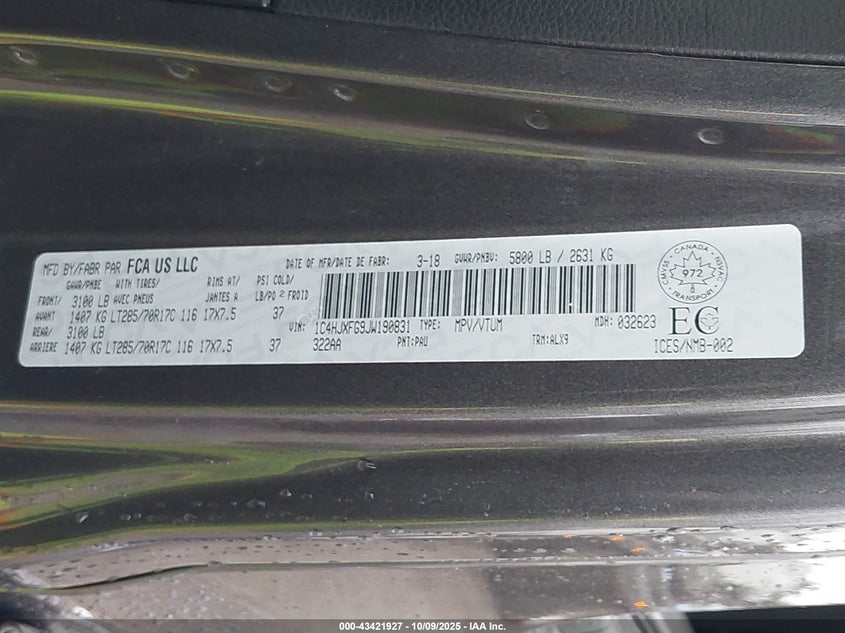 MFD BY/FABR PAR FCA US LLC
DATE OF MFR/DATE DE FABR: 3-18 GVWR/PNBV: 5800 LB / 2631 KG
GAWR/PNBE WITH TIRES/ RIMS AT/ PSI COLD/
FRONT/ 3100 LB AVEC PNEUS JANTES A LB/PO² FROID
AVANT 1407 KG LT285/70R17C 116 17X7.5 37
REAR/ 3100 LB
ARRIERE 1407 KG LT285/70R17C 116 17X7.5 37
VIN: 1C4HJXFG9JW190831 TYPE: MPV/VTUM MDH: 032623
322AA PNT:PAU TRM:ALX9
CANADA
CMVSS NSVAC
972
TRANSPORT
EC
ICES/NMB-002
000-43421927 - 10/09/2025 - IAA Inc.